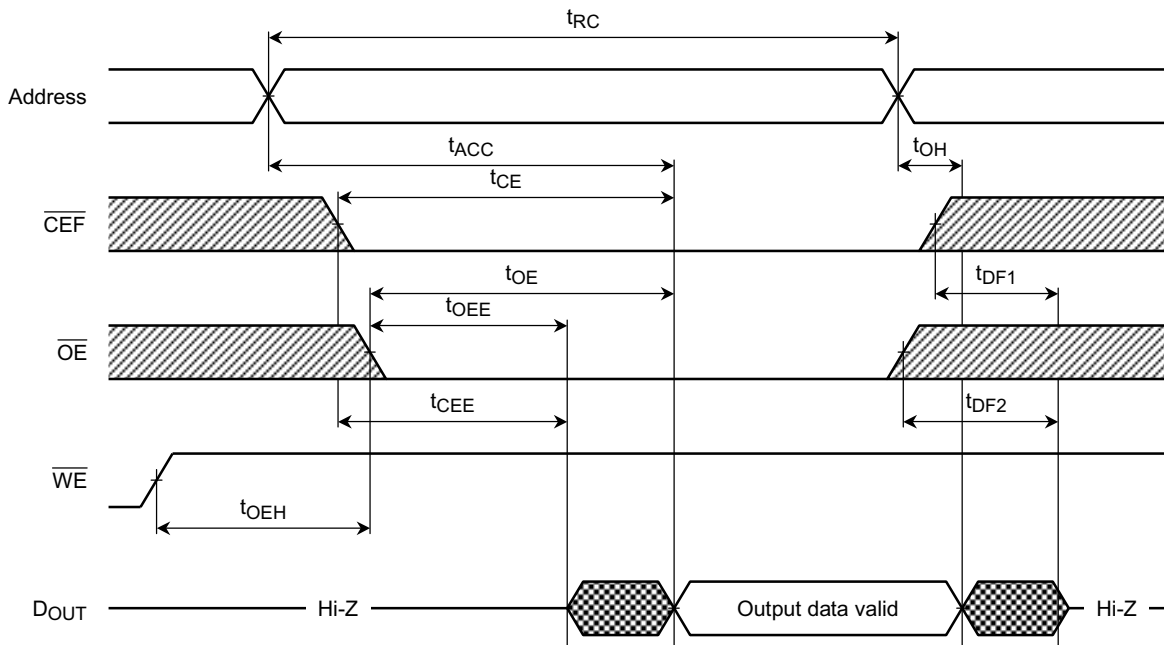 tRC
Address
tACC
tOH
tCE
CEF
tDF1
tOE
tOEE
OE
tCEE
tDF2
WE
tOEH
DOUT
Hi-Z
Output data valid
Hi-Z